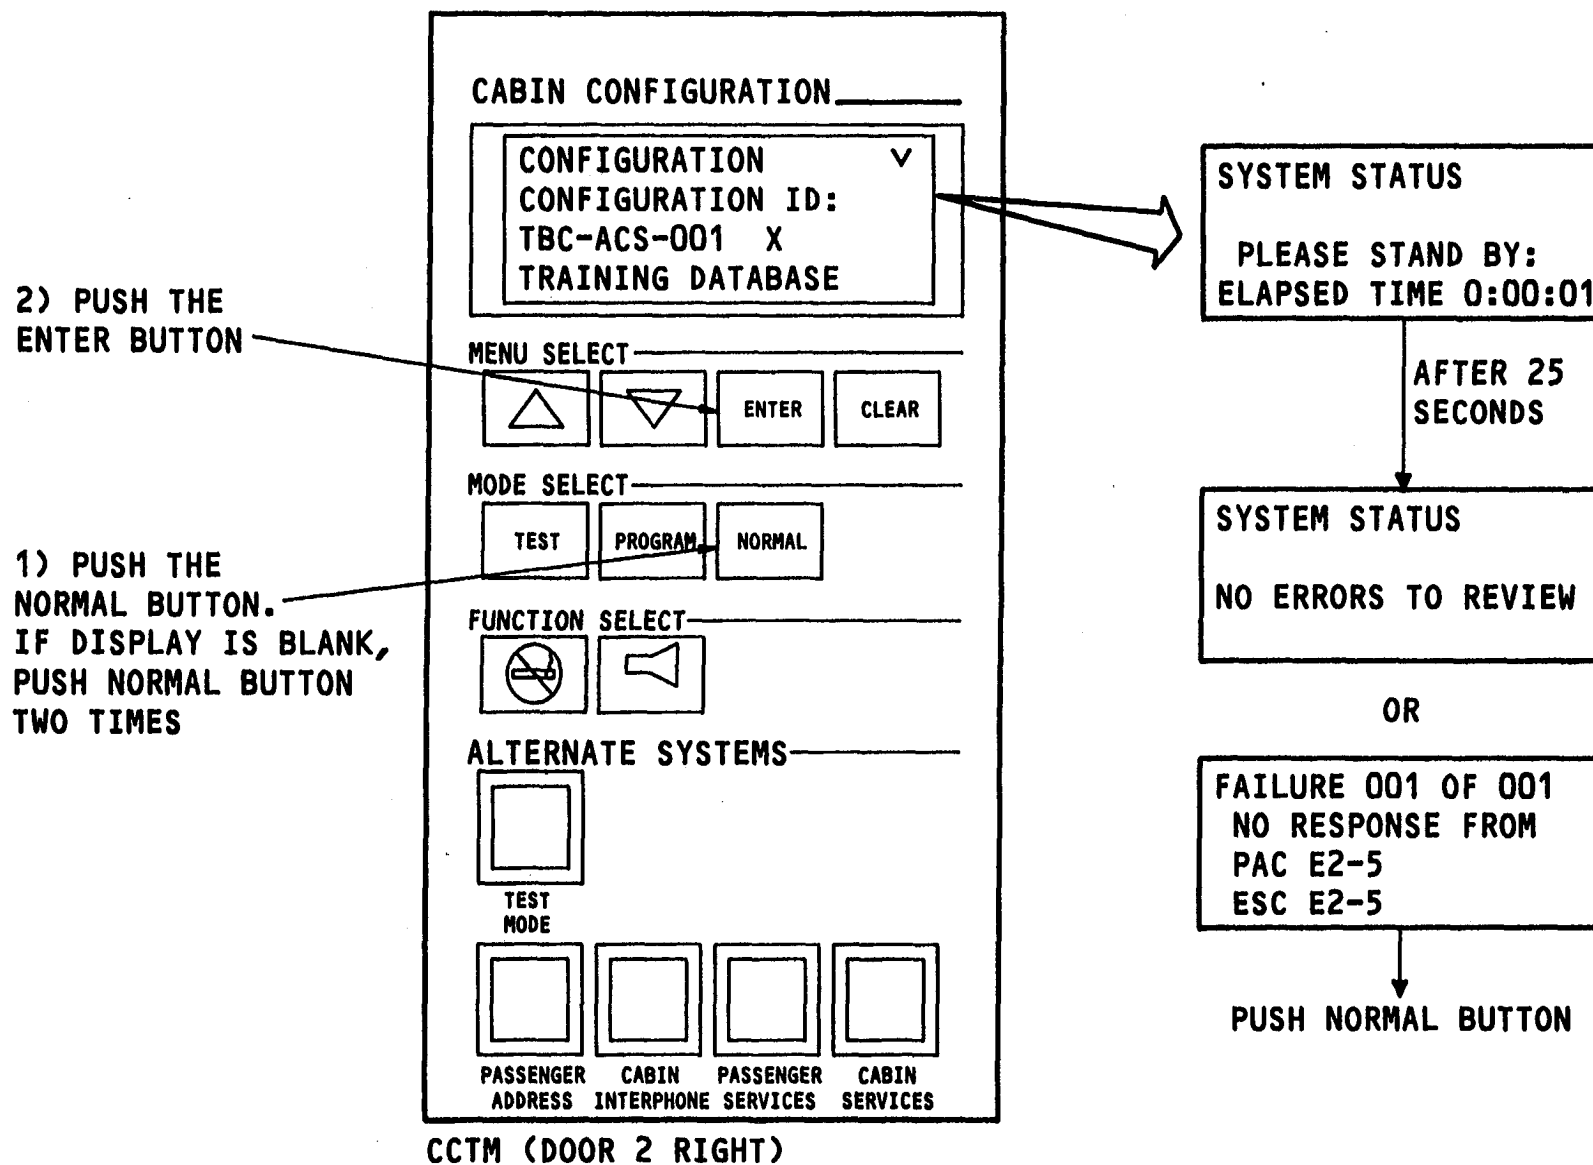 CABIN CONFIGURATION
CONFIGURATION V
CONFIGURATION ID:
TBC-ACS-001 X
TRAINING DATABASE
2) PUSH THE
ENTER BUTTON
MENU SELECT
ENTER
CLEAR
MODE SELECT
TEST
PROGRAM
NORMAL
1) PUSH THE
NORMAL BUTTON.
IF DISPLAY IS BLANK,
PUSH NORMAL BUTTON
TWO TIMES
FUNCTION SELECT
ALTERNATE SYSTEMS
TEST
MODE
PASSENGER
ADDRESS
CABIN
INTERPHONE
PASSENGER
SERVICES
CABIN
SERVICES
CCTM (DOOR 2 RIGHT)
SYSTEM STATUS
PLEASE STAND BY:
ELAPSED TIME 0:00:01
AFTER 25
SECONDS
SYSTEM STATUS
NO ERRORS TO REVIEW
OR
FAILURE 001 OF 001
NO RESPONSE FROM
PAC E2-5
ESC E2-5
PUSH NORMAL BUTTON